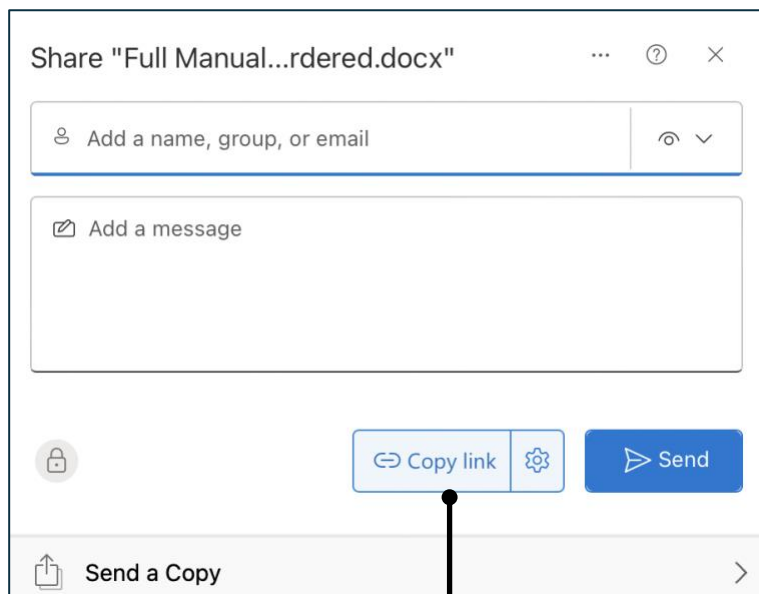 Share "Full Manual...rdered.docx"
Add a name, group, or email
Add a message
Copy link
Send
Send a Copy